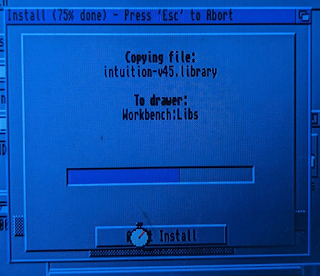 Install (75% done) - Press 'Esc' to Abort
Copying file:
intuition-v45.library
To drawer:
Workbench:Libs
Install